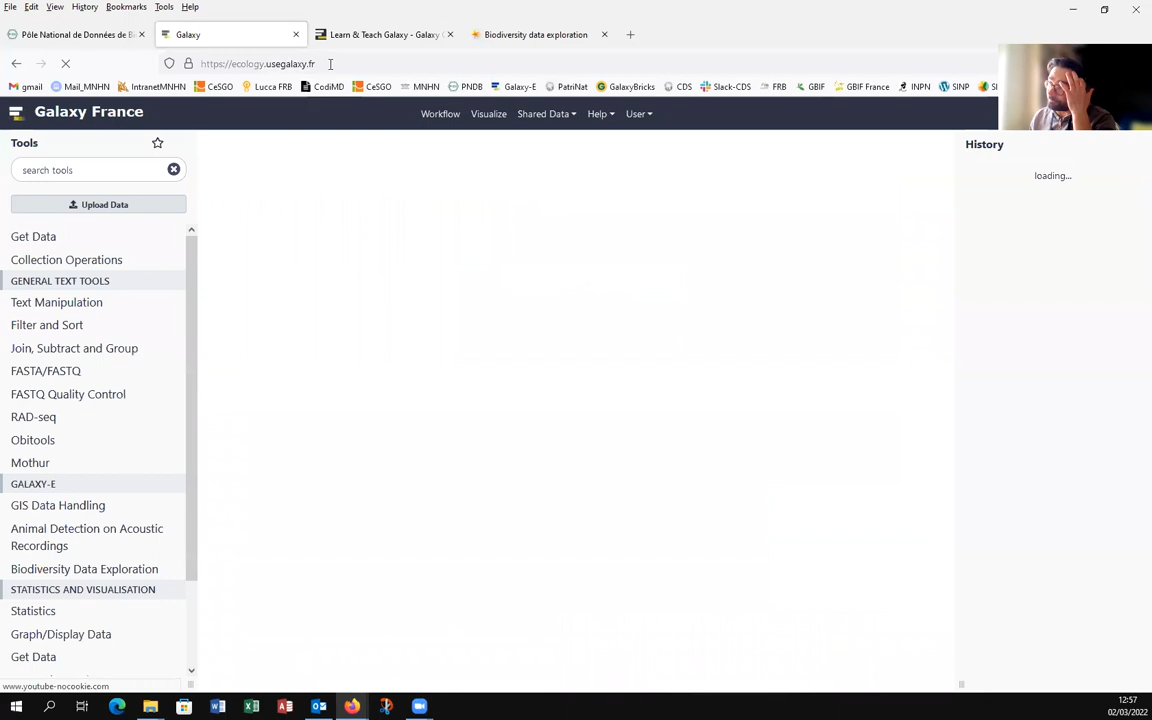 File Edit View History Bookmarks Tools Help
Pôle National de Données de Bi
Galaxy
Learn & Teach Galaxy - Galaxy C
Biodiversity data exploration
https://ecology.usegalaxy.fr
gmail Mail_MNHN IntranetMNHN CeSGO Lucca FRB CodiMD CeSGO MNHN PNDB Galaxy-E PatriNat GalaxyBricks CDS Slack-CDS FRB GBIF GBIF France INPN SINP
Galaxy France
Workflow Visualize Shared Data Help User
Tools
search tools
Upload Data
Get Data
Collection Operations
GENERAL TEXT TOOLS
Text Manipulation
Filter and Sort
Join, Subtract and Group
FASTA/FASTQ
FASTQ Quality Control
RAD-seq
Obitools
Mothur
GALAXY-E
GIS Data Handling
Animal Detection on Acoustic
Recordings
Biodiversity Data Exploration
STATISTICS AND VISUALISATION
Statistics
Graph/Display Data
Get Data
www.youtube-nocookie.com
History
loading...
12:57
02/03/2022